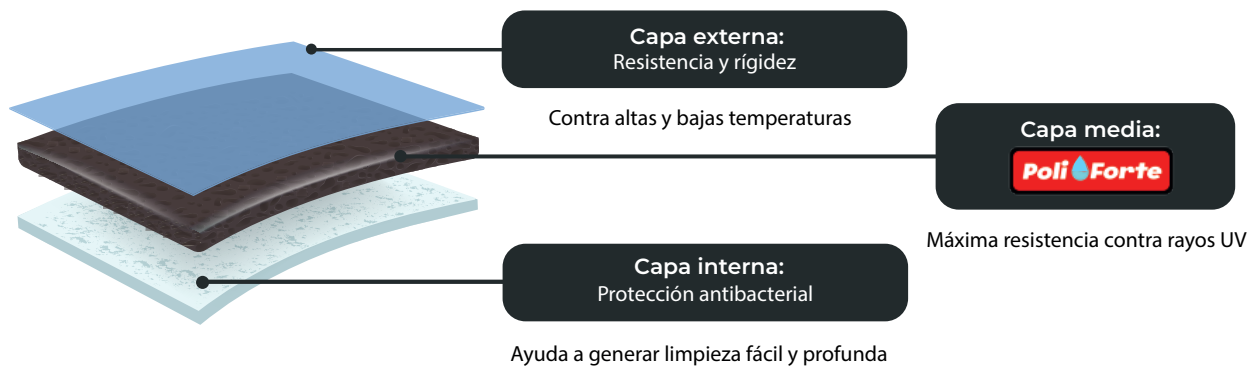 Capa externa:
Resistencia y rígidez
Contra altas y bajas temperaturas
Capa media:
Poli Forte
Máxima resistencia contra rayos UV
Capa interna:
Protección antibacterial
Ayuda a generar limpieza fácil y profunda